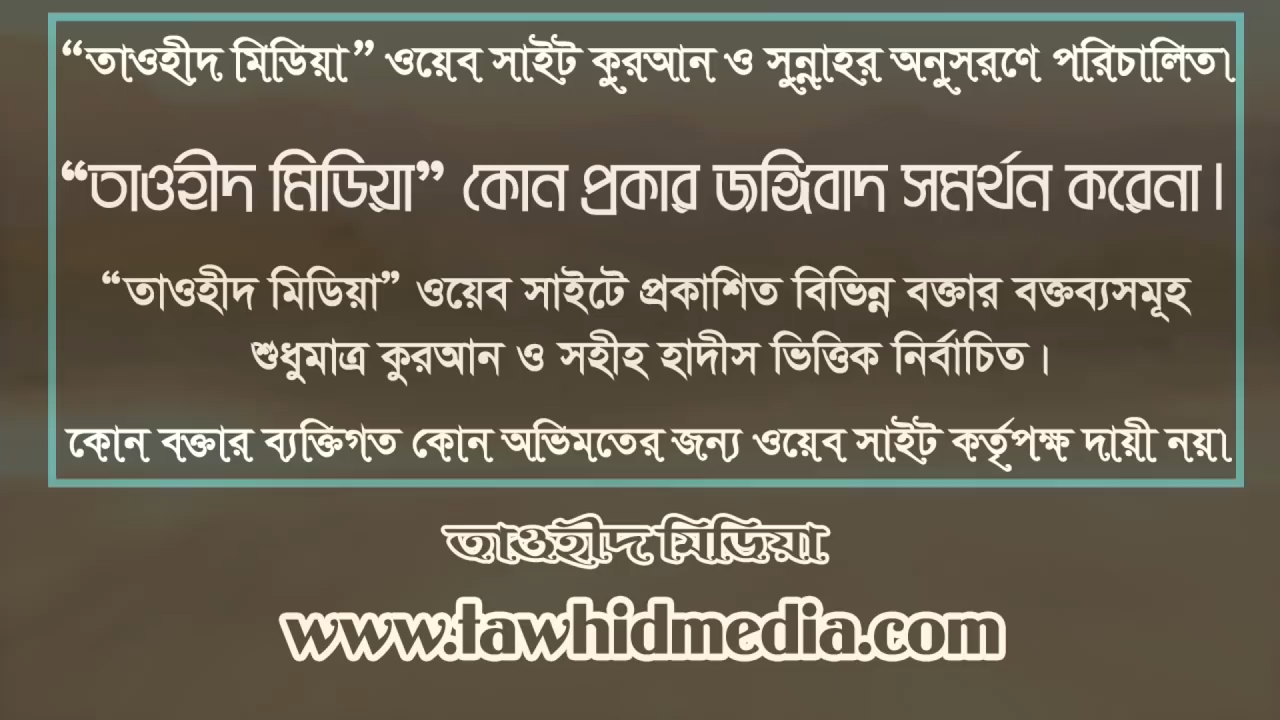 “তাওহীদ মিডিয়া” ওয়েব সাইট কুরআন ও সুন্নাহর অনুসরণে পরিচালিত।
“তাওহীদ মিডিয়া” কোন প্রকার জঙ্গিবাদ সমর্থন করেনা।
“তাওহীদ মিডিয়া” ওয়েব সাইটে প্রকাশিত বিভিন্ন বক্তার বক্তব্যসমূহ
শুধুমাত্র কুরআন ও সহীহ হাদীস ভিত্তিক নির্বাচিত।
কোন বক্তার ব্যক্তিগত কোন অভিমতের জন্য ওয়েব সাইট কর্তৃপক্ষ দায়ী নয়।
তাওহীদ মিডিয়া
www.tawhidmedia.com